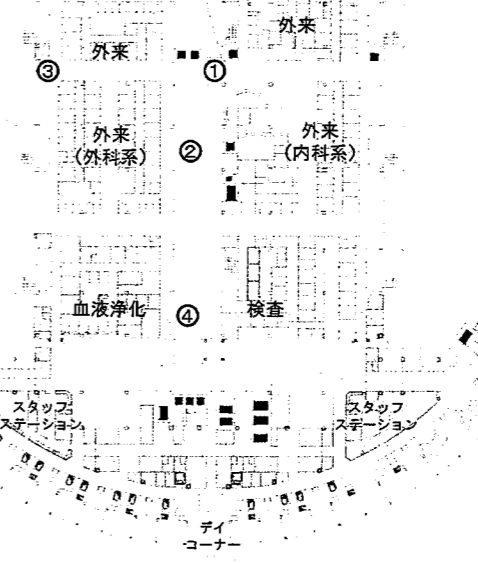 外来
外来
③
①
外来
（外科系）
②
外来
（内科系）
血液浄化
④
検査
スタッフ
ステーション
スタッフ
ステーション
デイ
コーナー